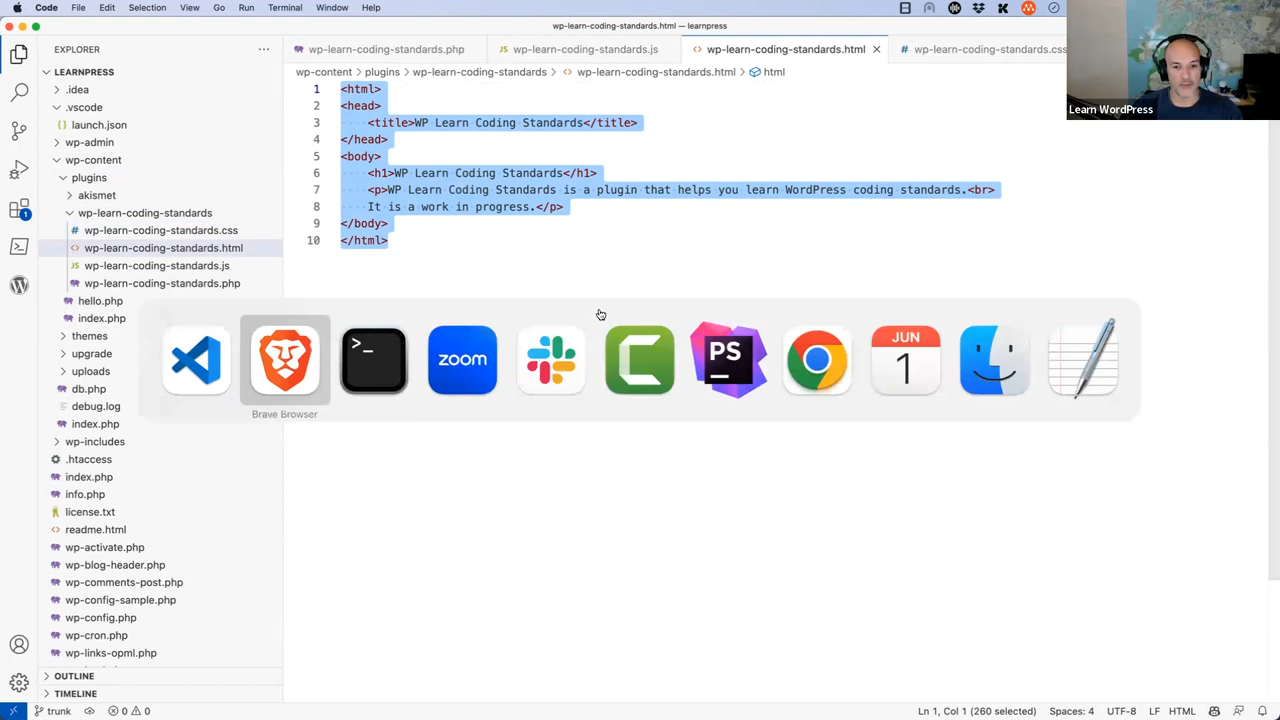 Code File Edit Selection View Go Run Terminal Window Help
wp-learn-coding-standards.html — learnpress
EXPLORER
wp-learn-coding-standards.php
wp-learn-coding-standards.js
wp-learn-coding-standards.html
wp-learn-coding-standards.css
wp-content > plugins > wp-learn-coding-standards > wp-learn-coding-standards.html > html
Learn WordPress
LEARNPRESS
.idea
.vscode
launch.json
wp-admin
wp-content
plugins
akismet
wp-learn-coding-standards
wp-learn-coding-standards.css
wp-learn-coding-standards.html
wp-learn-coding-standards.js
wp-learn-coding-standards.php
hello.php
index.php
themes
upgrade
uploads
db.php
debug.log
index.php
wp-includes
.htaccess
index.php
info.php
license.txt
readme.html
wp-activate.php
wp-blog-header.php
wp-comments-post.php
wp-config-sample.php
wp-config.php
wp-cron.php
wp-links-opml.php
OUTLINE
TIMELINE
1 <html>
2 <head>
3 <title>WP Learn Coding Standards</title>
4 </head>
5 <body>
6 <h1>WP Learn Coding Standards</h1>
7 <p>WP Learn Coding Standards is a plugin that helps you learn WordPress coding standards.<br>
8 It is a work in progress.</p>
9 </body>
10 </html>
1
>_
zoom
PS
JUN
1
Brave Browser
trunk 0 0
Ln 1, Col 1 (260 selected) Spaces: 4 UTF-8 LF HTML